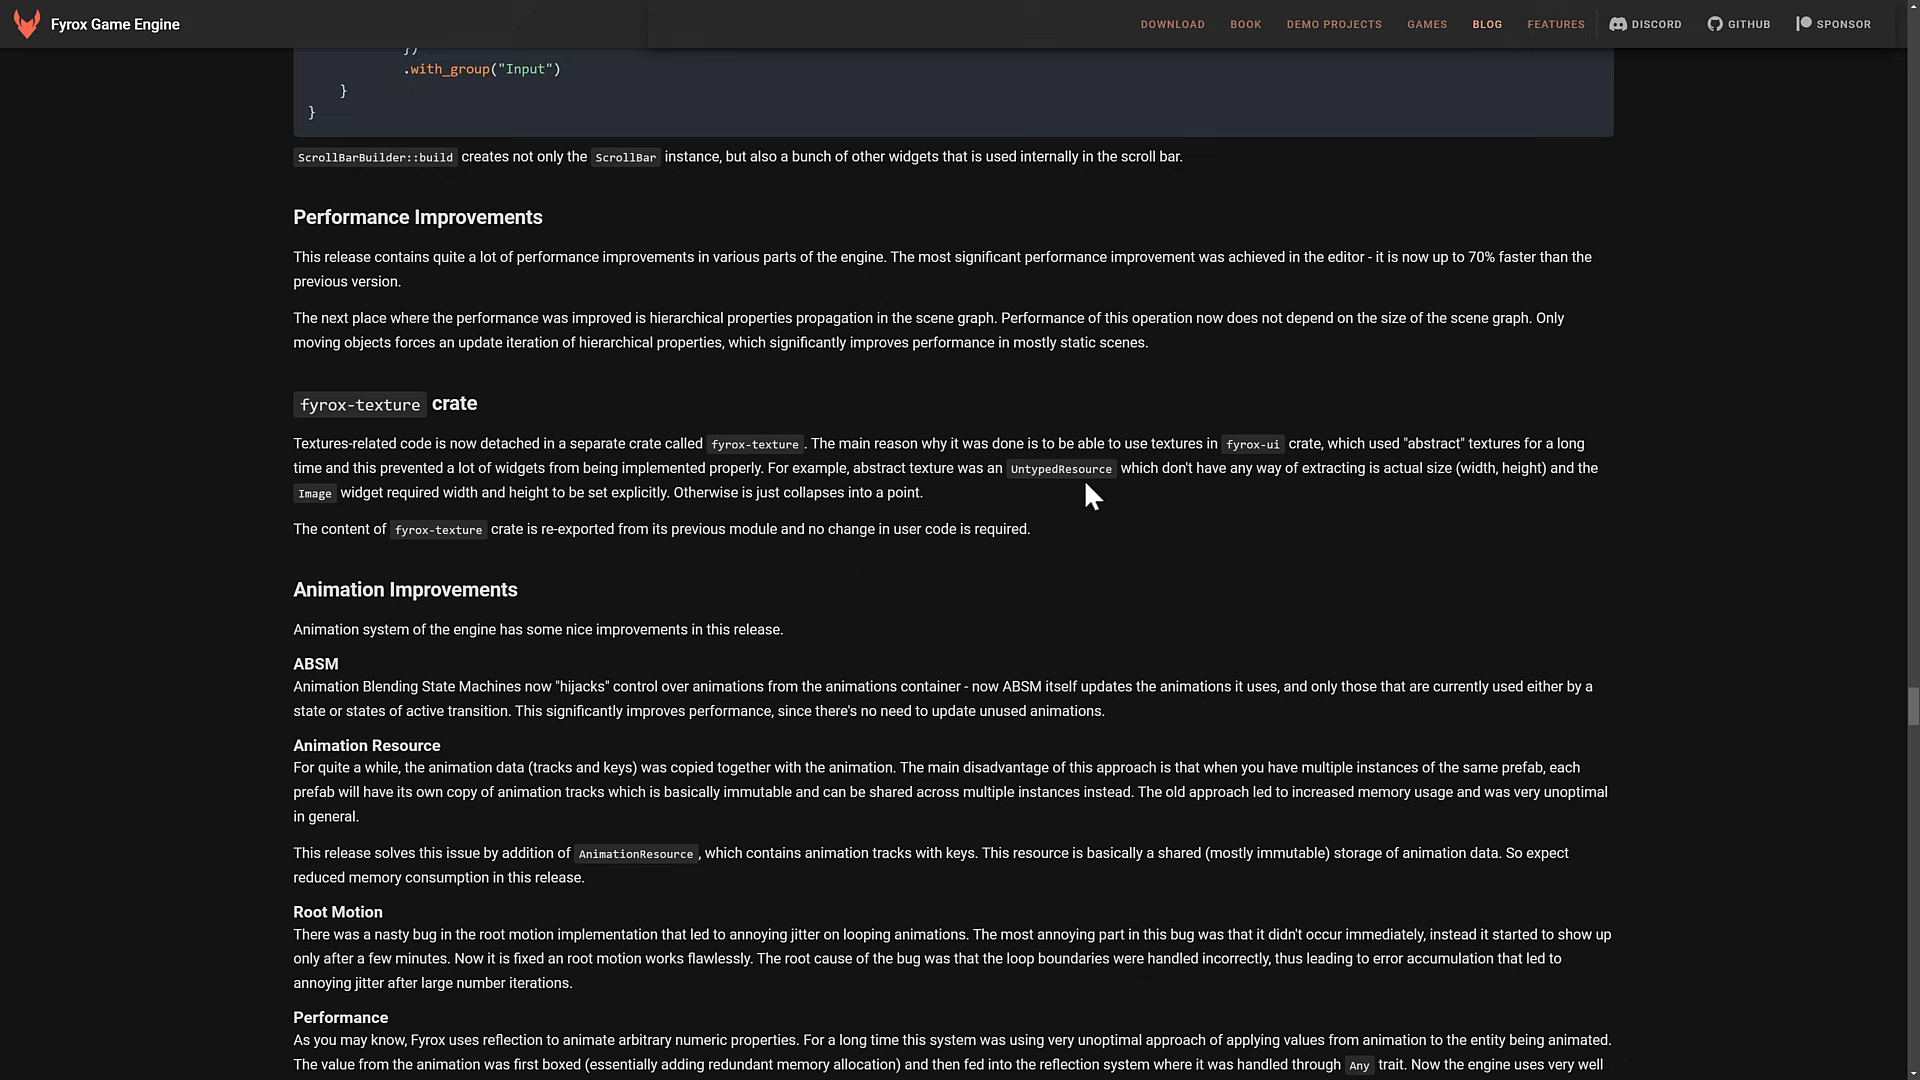 Fyrox Game Engine
DOWNLOAD BOOK DEMO PROJECTS GAMES BLOG FEATURES DISCORD GITHUB SPONSOR
})
.with_group("Input")
}
}
ScrollBarBuilder::build creates not only the ScrollBar instance, but also a bunch of other widgets that is used internally in the scroll bar.
Performance Improvements
This release contains quite a lot of performance improvements in various parts of the engine. The most significant performance improvement was achieved in the editor - it is now up to 70% faster than the
previous version.
The next place where the performance was improved is hierarchical properties propagation in the scene graph. Performance of this operation now does not depend on the size of the scene graph. Only
moving objects forces an update iteration of hierarchical properties, which significantly improves performance in mostly static scenes.
fyrox-texture crate
Textures-related code is now detached in a separate crate called fyrox-texture. The main reason why it was done is to be able to use textures in fyrox-ui crate, which used "abstract" textures for a long
time and this prevented a lot of widgets from being implemented properly. For example, abstract texture was an UntypedResource which don't have any way of extracting is actual size (width, height) and the
Image widget required width and height to be set explicitly. Otherwise is just collapses into a point.
The content of fyrox-texture crate is re-exported from its previous module and no change in user code is required.
Animation Improvements
Animation system of the engine has some nice improvements in this release.
ABSM
Animation Blending State Machines now "hijacks" control over animations from the animations container - now ABSM itself updates the animations it uses, and only those that are currently used either by a
state or states of active transition. This significantly improves performance, since there's no need to update unused animations.
Animation Resource
For quite a while, the animation data (tracks and keys) was copied together with the animation. The main disadvantage of this approach is that when you have multiple instances of the same prefab, each
prefab will have its own copy of animation tracks which is basically immutable and can be shared across multiple instances instead. The old approach led to increased memory usage and was very unoptimal
in general.
This release solves this issue by addition of AnimationResource, which contains animation tracks with keys. This resource is basically a shared (mostly immutable) storage of animation data. So expect
reduced memory consumption in this release.
Root Motion
There was a nasty bug in the root motion implementation that led to annoying jitter on looping animations. The most annoying part in this bug was that it didn't occur immediately, instead it started to show up
only after a few minutes. Now it is fixed an root motion works flawlessly. The root cause of the bug was that the loop boundaries were handled incorrectly, thus leading to error accumulation that led to
annoying jitter after large number iterations.
Performance
As you may know, Fyrox uses reflection to animate arbitrary numeric properties. For a long time this system was using very unoptimal approach of applying values from animation to the entity being animated.
The value from the animation was first boxed (essentially adding redundant memory allocation) and then fed into the reflection system where it was handled through Any trait. Now the engine uses very well